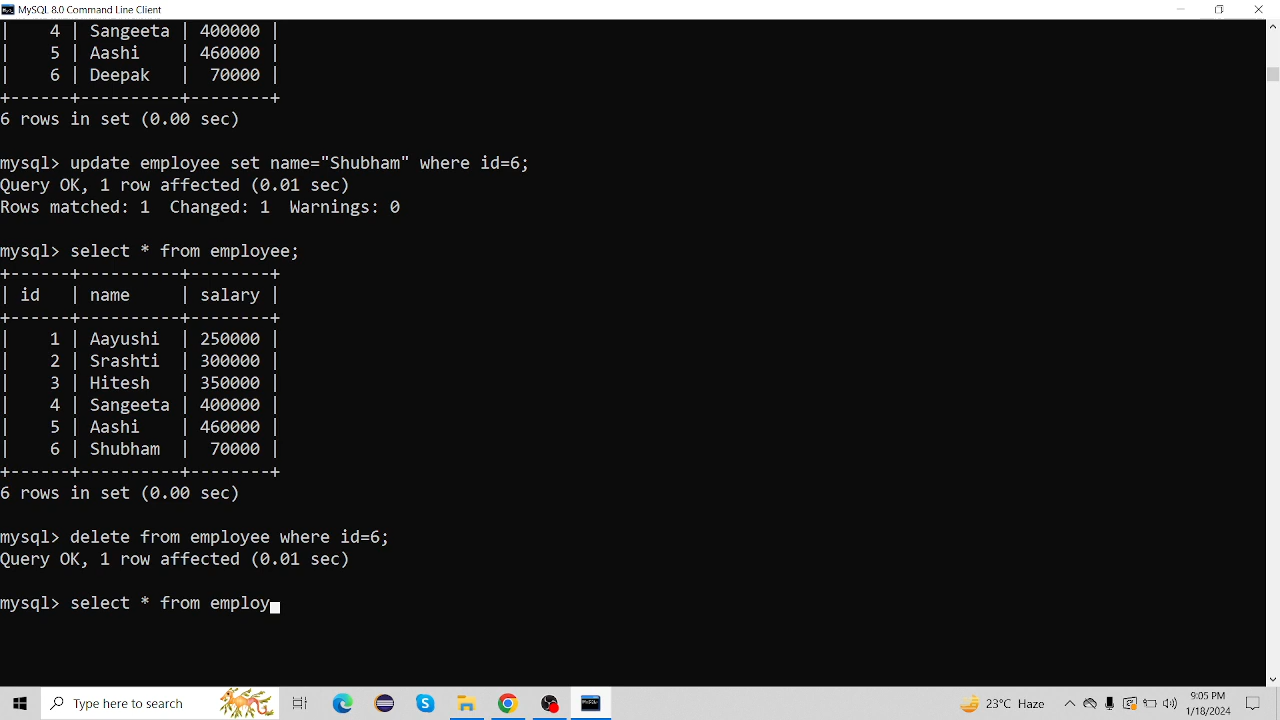 MySQL 8.0 Command Line Client
|    4 | Sangeeta | 400000 |
|    5 | Aashi    | 460000 |
|    6 | Deepak   |  70000 |
+------+----------+--------+
6 rows in set (0.00 sec)
mysql> update employee set name="Shubham" where id=6;
Query OK, 1 row affected (0.01 sec)
Rows matched: 1  Changed: 1  Warnings: 0
mysql> select * from employee;
+------+----------+--------+
| id   | name     | salary |
+------+----------+--------+
|    1 | Aayushi  | 250000 |
|    2 | Srashti  | 300000 |
|    3 | Hitesh   | 350000 |
|    4 | Sangeeta | 400000 |
|    5 | Aashi    | 460000 |
|    6 | Shubham  |  70000 |
+------+----------+--------+
6 rows in set (0.00 sec)
mysql> delete from employee where id=6;
Query OK, 1 row affected (0.01 sec)
mysql> select * from employ
Type here to search
23°C Haze
9:05 PM
1/18/2024